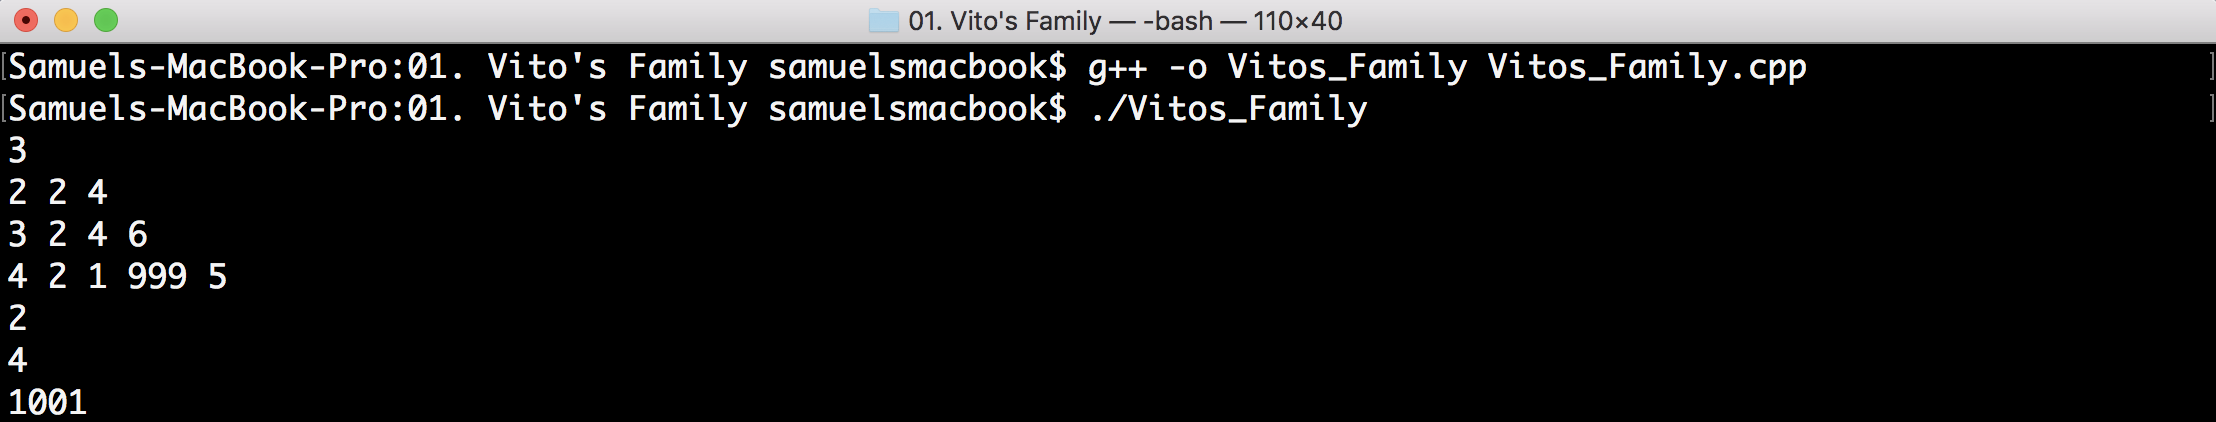 01. Vito's Family — -bash — 110×40
[Samuels-MacBook-Pro:01. Vito's Family samuelsmacbook$ g++ -o Vitos_Family Vitos_Family.cpp ]
[Samuels-MacBook-Pro:01. Vito's Family samuelsmacbook$ ./Vitos_Family ]
3
2 2 4
3 2 4 6
4 2 1 999 5
2
4
1001